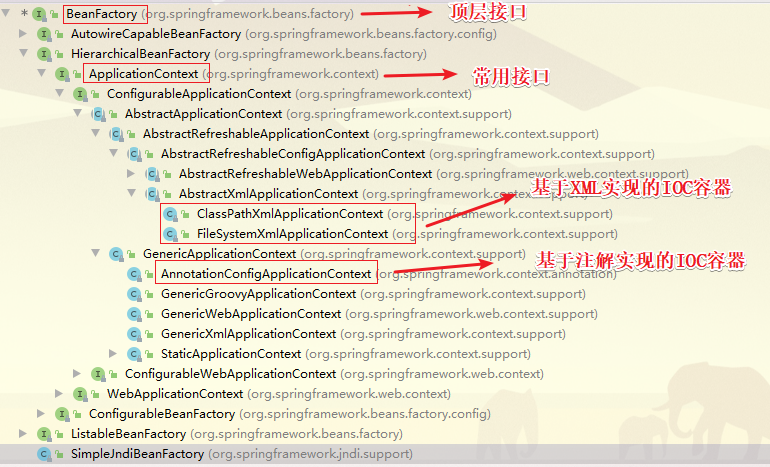 BeanFactory (org.springframework.beans.factory) 顶层接口
AutowireCapableBeanFactory (org.springframework.beans.factory.config)
HierarchicalBeanFactory (org.springframework.beans.factory)
ApplicationContext (org.springframework.context) 常用接口
ConfigurableApplicationContext (org.springframework.context)
AbstractApplicationContext (org.springframework.context.support)
AbstractRefreshableApplicationContext (org.springframework.context.support)
AbstractRefreshableConfigApplicationContext (org.springframework.context.support)
AbstractRefreshableWebApplicationContext (org.springframework.web.context.support)
AbstractXmlApplicationContext (org.springframework.context.support) 基于XML实现的IOC容器
ClassPathXmlApplicationContext (org.springframework.context.support)
FileSystemXmlApplicationContext (org.springframework.context.support)
GenericApplicationContext (org.springframework.context.support) 基于注解实现的IOC容器
AnnotationConfigApplicationContext (org.springframework.context.annotation)
GenericGroovyApplicationContext (org.springframework.context.support)
GenericWebApplicationContext (org.springframework.web.context.support)
GenericXmlApplicationContext (org.springframework.context.support)
StaticApplicationContext (org.springframework.context.support)
ConfigurableWebApplicationContext (org.springframework.web.context)
WebApplicationContext (org.springframework.web.context)
ConfigurableBeanFactory (org.springframework.beans.factory.config)
ListableBeanFactory (org.springframework.beans.factory)
SimpleJndiBeanFactory (org.springframework.jndi.support)